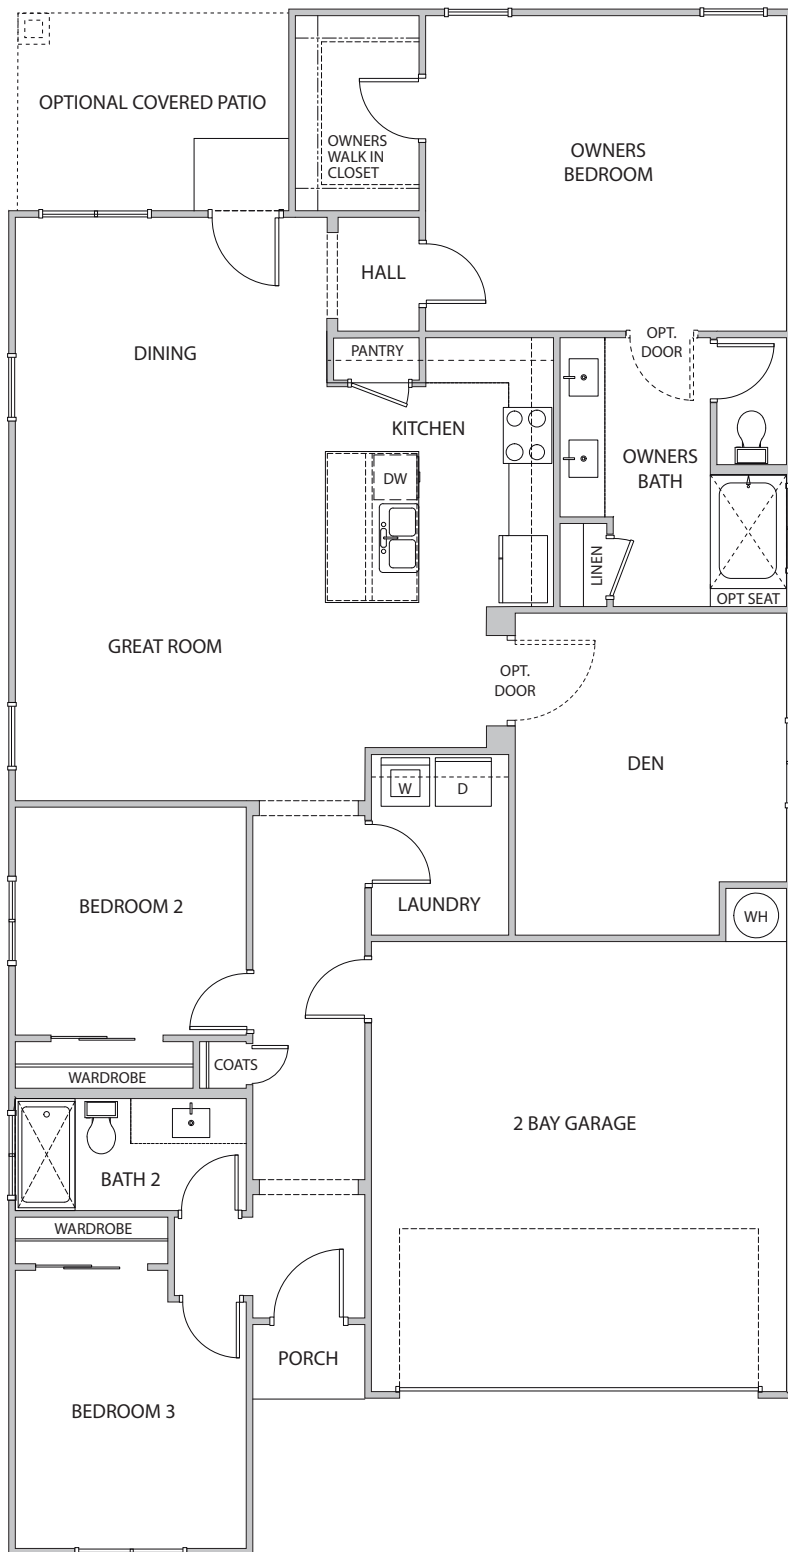 OPTIONAL COVERED PATIO
OWNERS
WALK IN
CLOSET
OWNERS
BEDROOM
HALL
OPT.
DOOR
DINING
PANTRY
KITCHEN
OWNERS
BATH
DW
LINEN
OPT SEAT
GREAT ROOM
OPT.
DOOR
DEN
W
D
BEDROOM 2
LAUNDRY
WH
COATS
WARDROBE
2 BAY GARAGE
BATH 2
WARDROBE
PORCH
BEDROOM 3